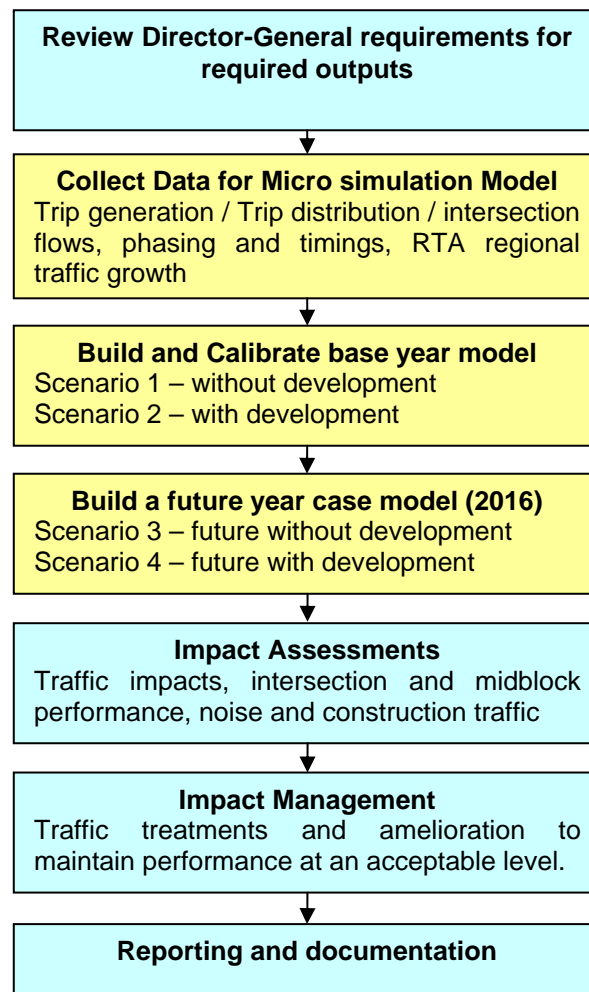 Review Director-General requirements for
required outputs
Collect Data for Micro simulation Model
Trip generation / Trip distribution / intersection
flows, phasing and timings, RTA regional
traffic growth
Build and Calibrate base year model
Scenario 1 – without development
Scenario 2 – with development
Build a future year case model (2016)
Scenario 3 – future without development
Scenario 4 – future with development
Impact Assessments
Traffic impacts, intersection and midblock
performance, noise and construction traffic
Impact Management
Traffic treatments and amelioration to
maintain performance at an acceptable level.
Reporting and documentation